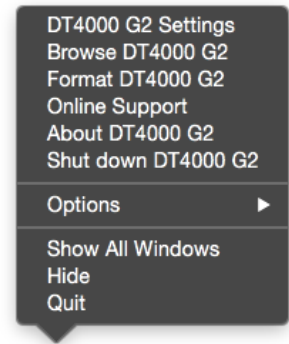 DT4000 G2 Settings
Browse DT4000 G2
Format DT4000 G2
Online Support
About DT4000 G2
Shut down DT4000 G2
Options
Show All Windows
Hide
Quit